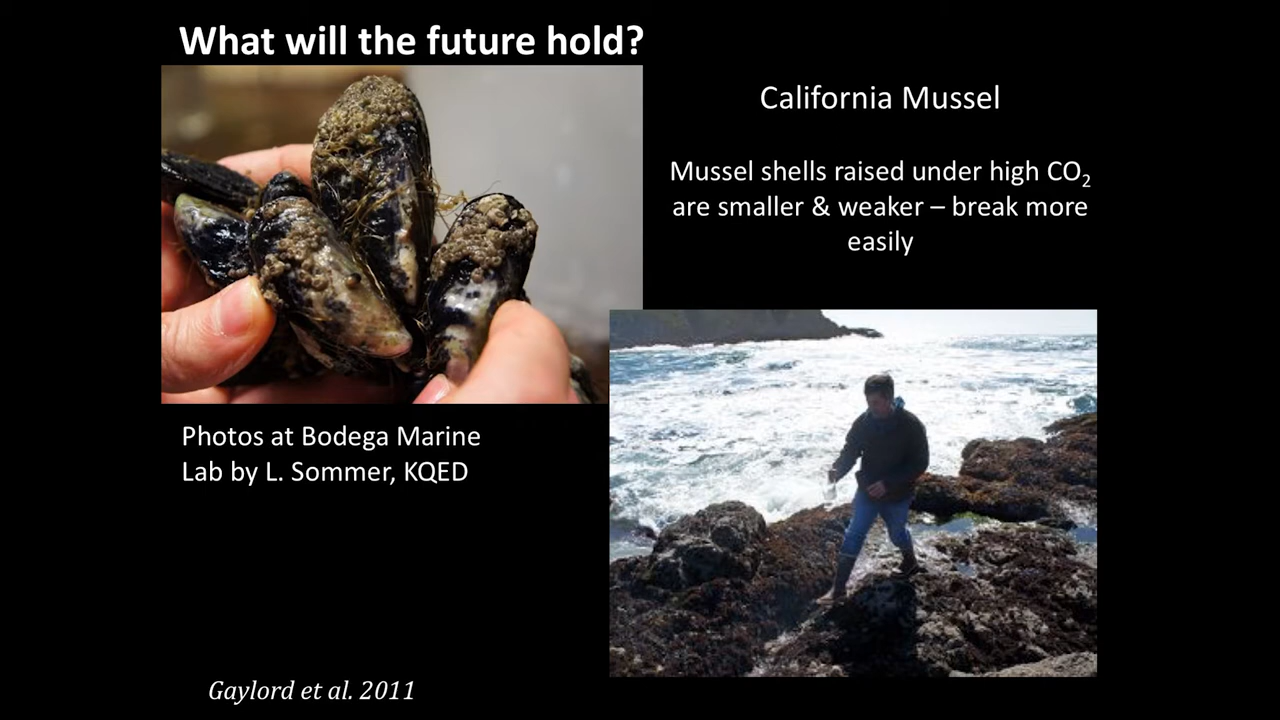 What will the future hold?
California Mussel
Mussel shells raised under high CO₂
are smaller & weaker – break more
easily
Photos at Bodega Marine
Lab by L. Sommer, KQED
Gaylord et al. 2011